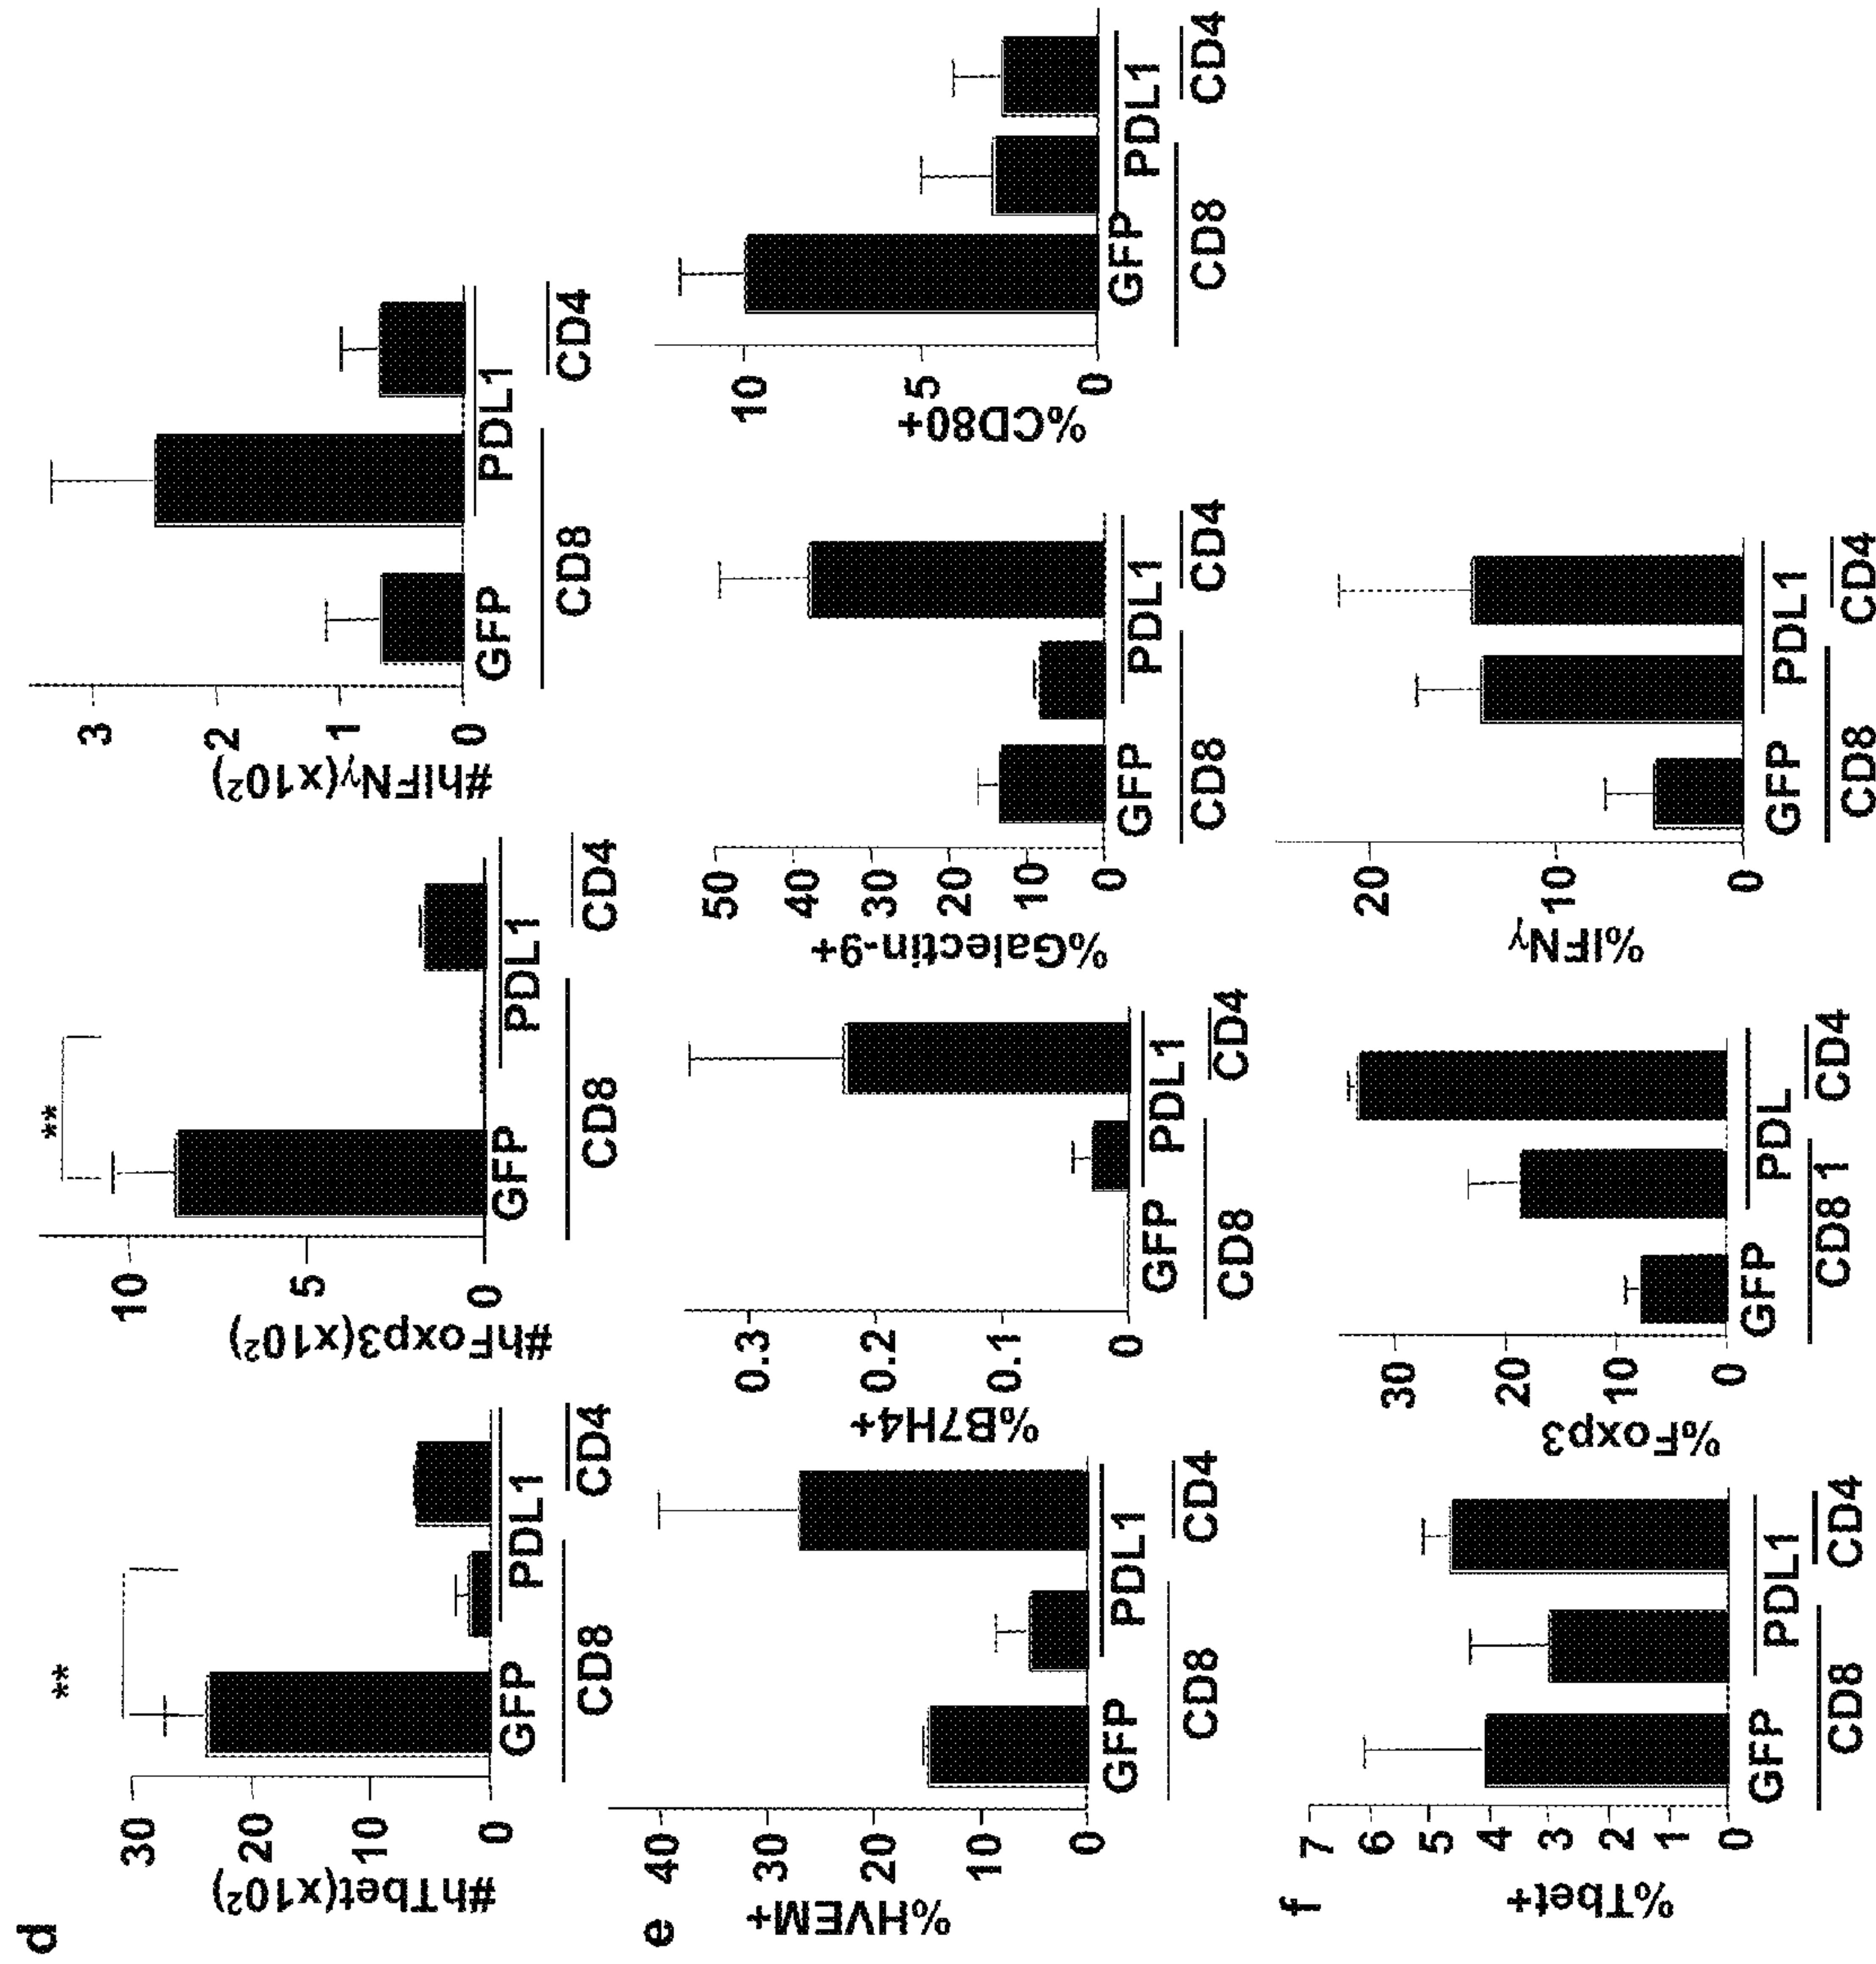 d
#hTbet(x10²)
30
20
10
0
**
GFP
PDL1
CD8
CD4
#hFoxp3(x10²)
10
5
0
**
GFP
PDL1
CD8
CD4
#hIFNγ(x10²)
3
2
1
0
GFP
PDL1
CD8
CD4
e
%HVEM+
40
30
20
10
0
GFP
PDL1
CD8
CD4
%B7H4+
0.3
0.2
0.1
0
GFP
PDL1
CD8
CD4
%Galectin-9+
50
40
30
20
10
0
GFP
PDL1
CD8
CD4
%CD80+
10
5
0
GFP
PDL1
CD8
CD4
f
%Tbet+
7
6
5
4
3
2
1
0
GFP
PDL1
CD8
CD4
%Foxp3
30
20
10
0
GFP
PDL
CD8 1
CD4
%IFNγ
20
10
0
GFP
PDL1
CD8
CD4